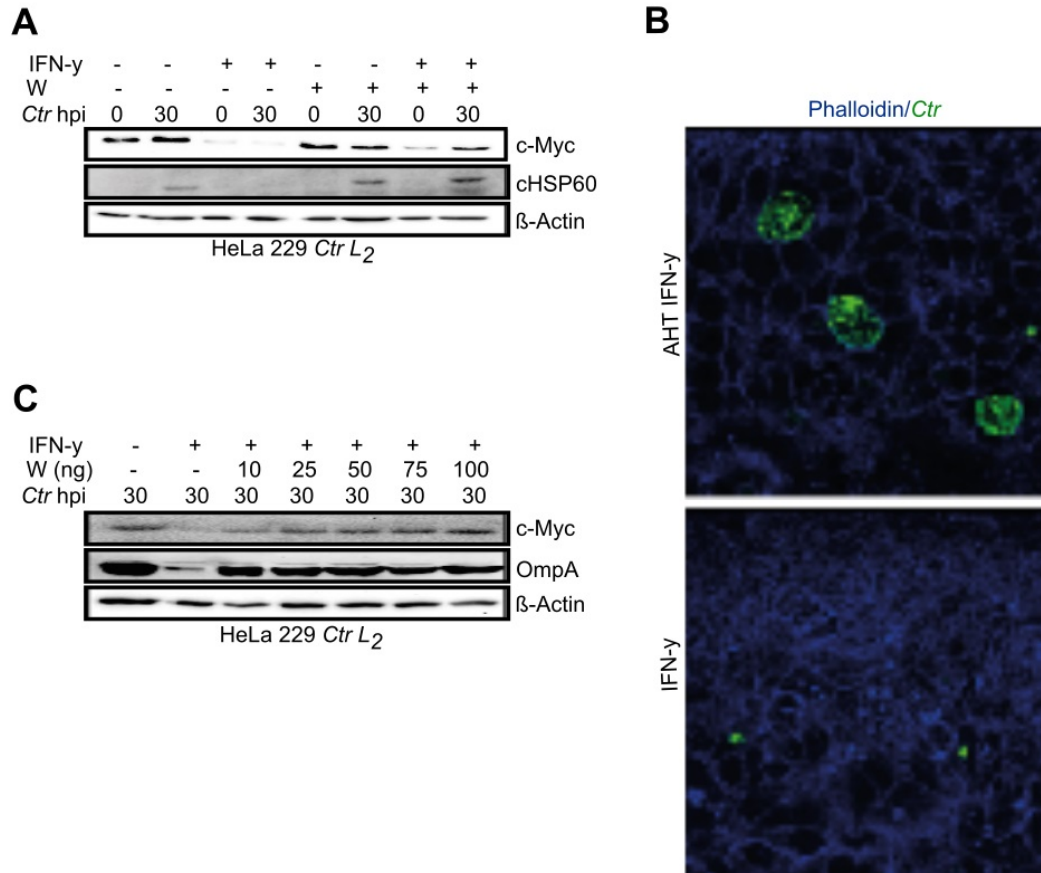 A
IFN-y - - + + - - + +
W - - - - + + + +
Ctr hpi 0 30 0 30 0 30 0 30
c-Myc
cHSP60
ß-Actin
HeLa 229 Ctr L2
B
Phalloidin/Ctr
AHT IFN-y
IFN-y
C
IFN-y - + + + + + +
W (ng) - - 10 25 50 75 100
Ctr hpi 30 30 30 30 30 30 30
c-Myc
OmpA
ß-Actin
HeLa 229 Ctr L2